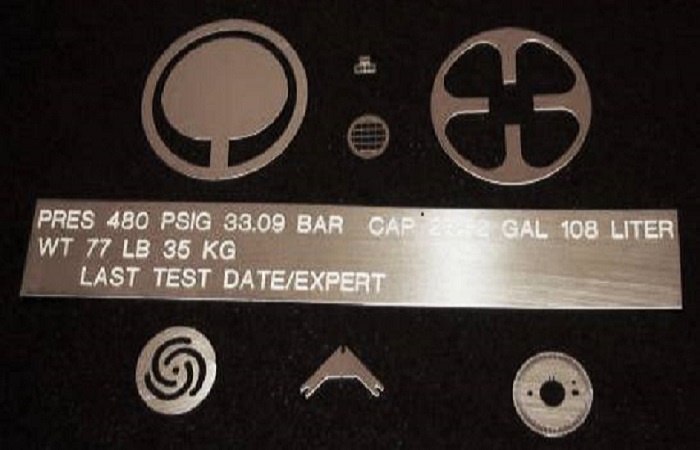 PRES 480 PSIG 33.09 BAR CAP GAL 108 LITER
WT 77 LB 35 KG
LAST TEST DATE/EXPERT